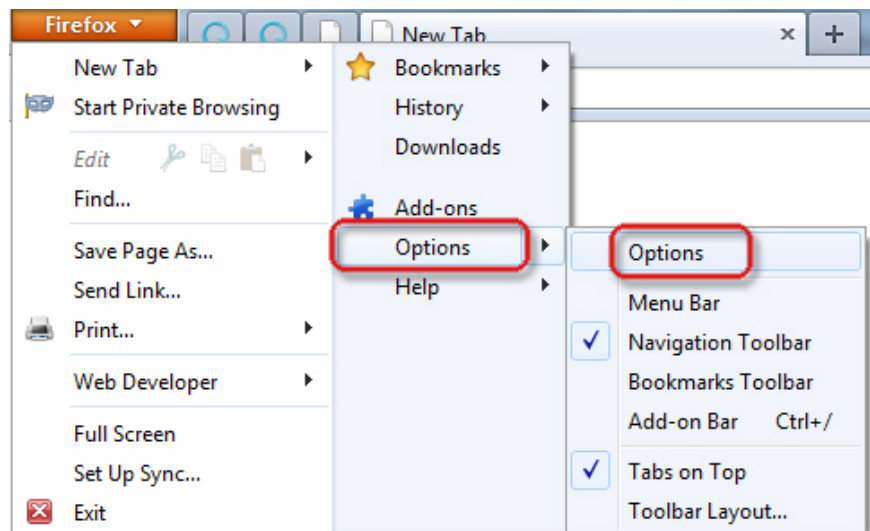 Firefox
New Tab
New Tab
Start Private Browsing
Edit
Find...
Save Page As...
Send Link...
Print...
Web Developer
Full Screen
Set Up Sync...
Exit
Bookmarks
History
Downloads
Add-ons
Options
Help
Options
Menu Bar
Navigation Toolbar
Bookmarks Toolbar
Add-on Bar Ctrl+/
Tabs on Top
Toolbar Layout...